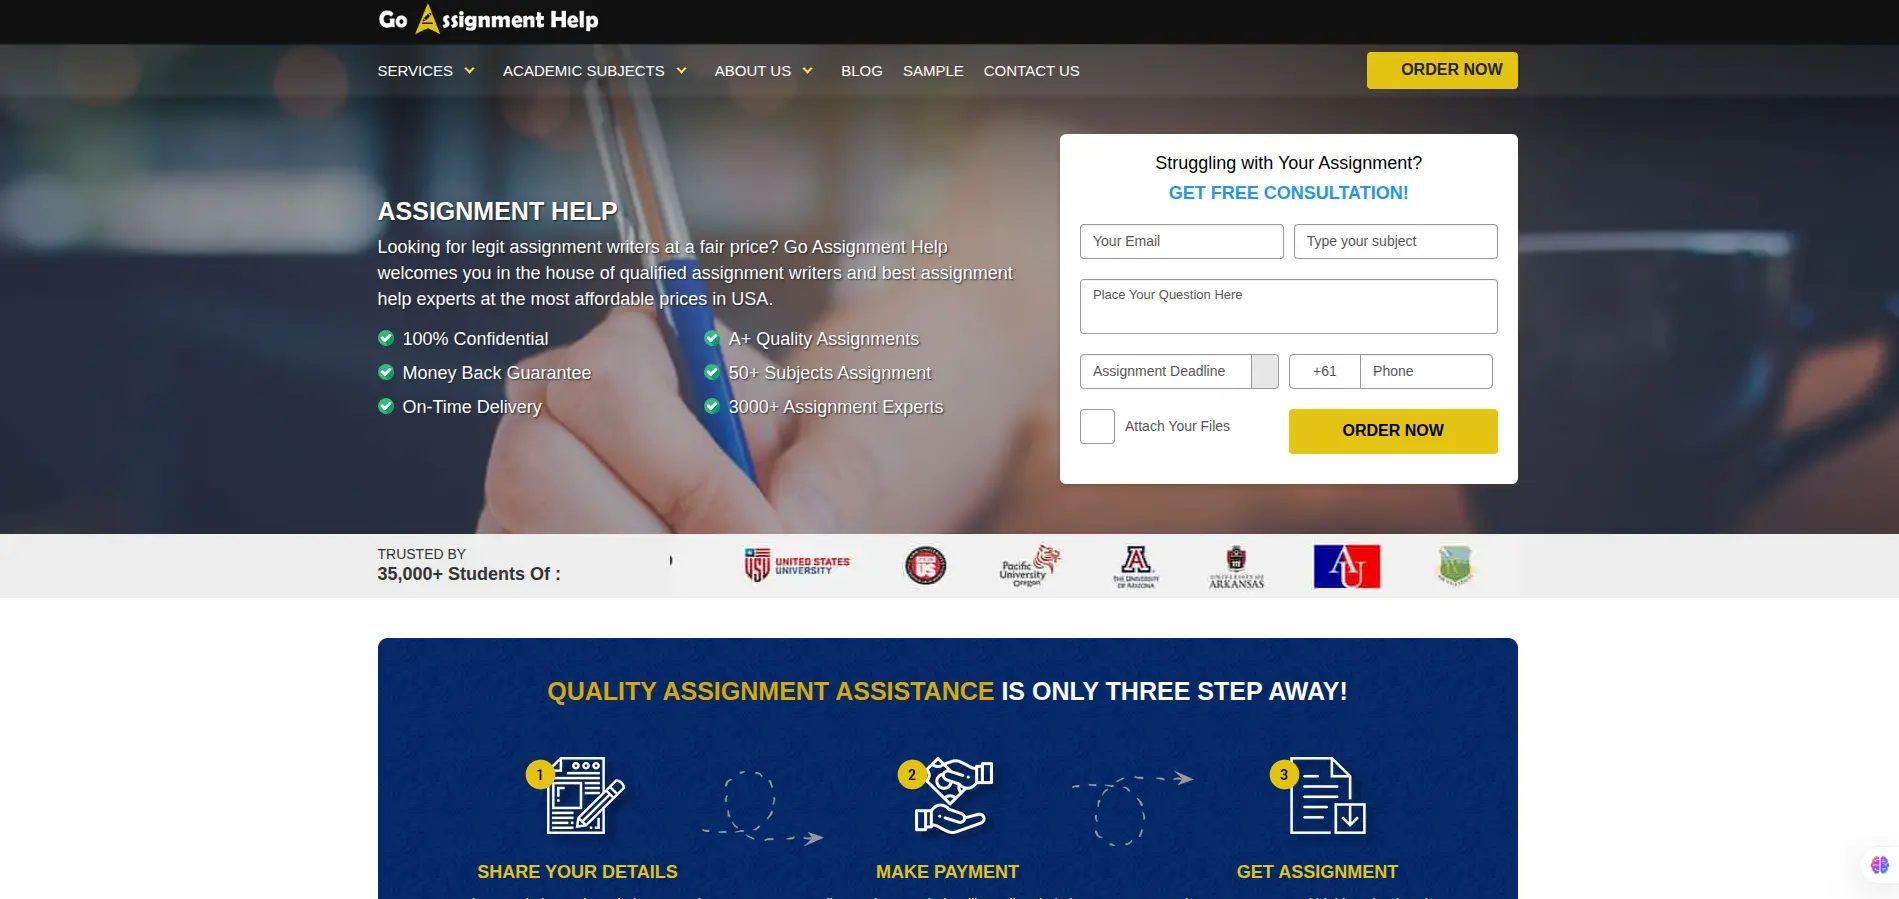 Go Assignment Help
SERVICES
ACADEMIC SUBJECTS
ABOUT US
BLOG
SAMPLE
CONTACT US
ORDER NOW
ASSIGNMENT HELP
Looking for legit assignment writers at a fair price? Go Assignment Help
welcomes you in the house of qualified assignment writers and best assignment
help experts at the most affordable prices in USA.
100% Confidential
A+ Quality Assignments
Money Back Guarantee
50+ Subjects Assignment
On-Time Delivery
3000+ Assignment Experts
Struggling with Your Assignment?
GET FREE CONSULTATION!
Your Email
Type your subject
Place Your Question Here
Assignment Deadline
+61
Phone
Attach Your Files
ORDER NOW
TRUSTED BY
35,000+ Students Of :
USU
UNITED STATES
UNIVERSITY
US
Pacific
University
Oregon
A
THE UNIVERSITY
OF ARIZONA
UNIVERSITY OF
ARKANSAS
AU
QUALITY ASSIGNMENT ASSISTANCE IS ONLY THREE STEP AWAY!
1
2
3
SHARE YOUR DETAILS
MAKE PAYMENT
GET ASSIGNMENT